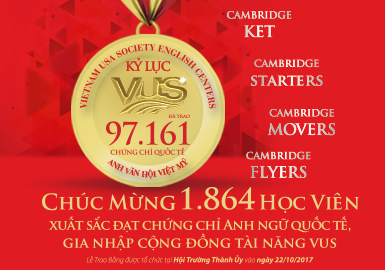 VIETNAM USA SOCIETY ENGLISH CENTERS
KỶ LỤC
VUS
ĐÃ TRAO
97.161
CHỨNG CHỈ QUỐC TẾ
ANH VĂN HỘI VIỆT MỸ
CAMBRIDGE
KET
CAMBRIDGE
STARTERS
CAMBRIDGE
MOVERS
CAMBRIDGE
FLYERS
CHÚC MỪNG 1.864 HỌC VIÊN
XUẤT SẮC ĐẠT CHỨNG CHỈ ANH NGỮ QUỐC TẾ,
GIA NHẬP CỘNG ĐỒNG TÀI NĂNG VUS
Lễ Trao Bằng được tổ chức tại Hội Trường Thành Ủy vào ngày 22/10/2017